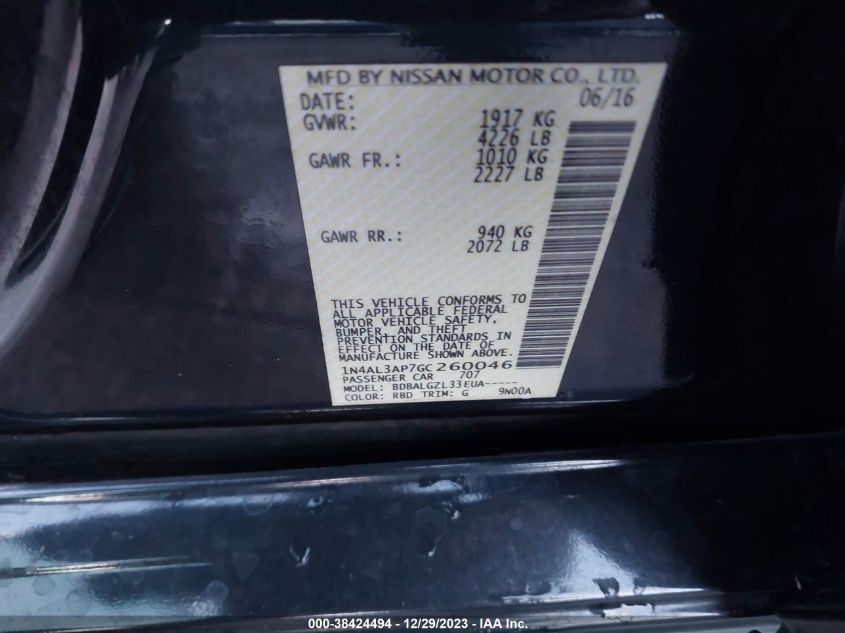 MFD BY NISSAN MOTOR CO., LTD.
DATE: 06/16
GVWR: 1917 KG
4226 LB
GAWR FR.: 1010 KG
2227 LB
GAWR RR.: 940 KG
2072 LB
THIS VEHICLE CONFORMS TO
ALL APPLICABLE FEDERAL
MOTOR VEHICLE SAFETY,
BUMPER, AND THEFT
PREVENTION STANDARDS IN
EFFECT ON THE DATE OF
MANUFACTURE SHOWN ABOVE.
1N4AL3AP7GC260046
PASSENGER CAR 707
MODEL: BDBALGZL33EUA-----
COLOR: RBD TRIM: G 9N00A
000-38424494 - 12/29/2023 - IAA Inc.